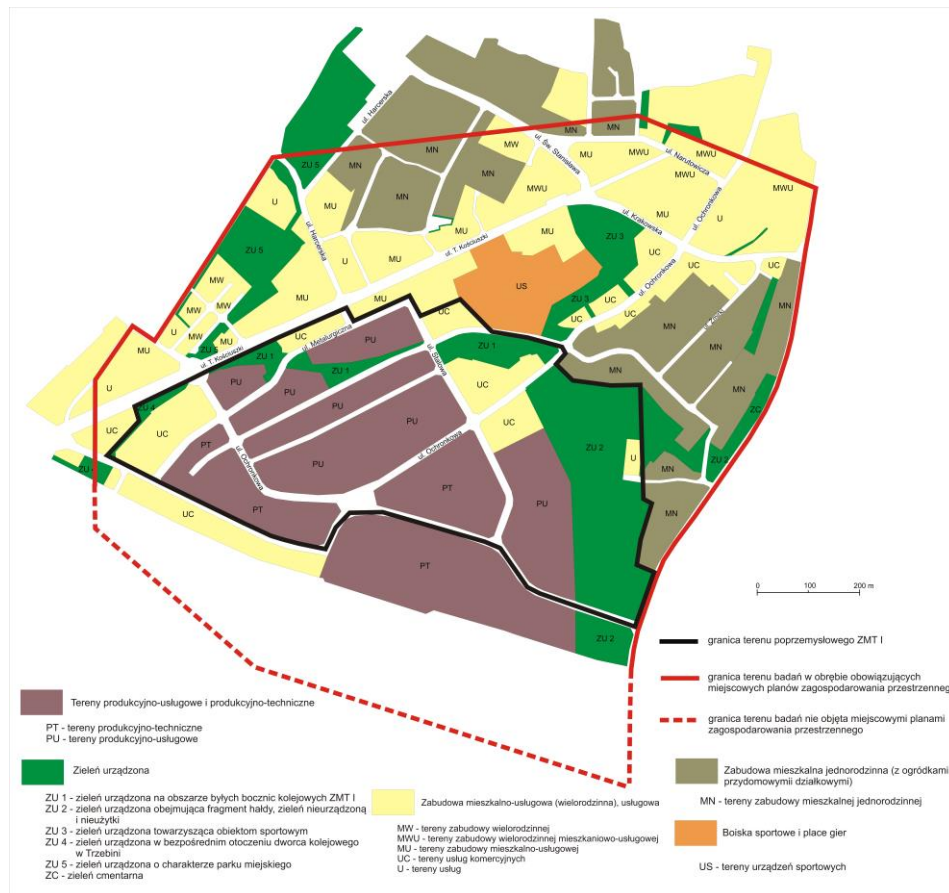 ul. Harcerska
MN
MN
MN
ul. Św. Stanisława
MW
MU
MWU
MWU
ul. Narutowicza
ZU 5
MN
MN
MN
MWU
MWU
MWU
ul. Ochronkowa
U
MU
MU
U
ul. Harcerska
MU
ul. Krakowska
ZU 5
MU
ul. T. Kościuszki
MU
ZU 3
UC
UC
U
MU
ul. Ochronkowa
MW
MW
MW
MW
U
MU
MU
US
ZU 3
UC
UC
UC
MN
MN
UC
ul. Metalurgiczna
UC
PU
ul. Stalowa
ZU 1
MN
MN
MU
ul. T. Kościuszki
ZU 1
ZU 1
PU
PU
UC
MN
ZC
U
ZU 4
UC
UC
PU
PU
UC
ZU 2
U
MN
ZU 2
PT
ul. Ochronkowa
ul. Ochronkowa
PU
PT
PU
MN
UC
PT
PT
ZU 2
0 100 200 m
granica terenu poprzemysłowego ZMT I
granica terenu badań w obrębie obowiązujących
miejscowych planów zagospodarowania przestrzenneg
granica terenu badań nie objęta miejscowymi planami
zagospodarowania przestrzennego
Tereny produkcyjno-usługowe i produkcyjno-techniczne
PT - tereny produkcyjno-techniczne
PU - tereny produkcyjno-usługowe
Zieleń urządzona
ZU 1 - zieleń urządzona na obszarze byłych bocznic kolejowych ZMT I
ZU 2 - zieleń urządzona obejmująca fragment hałdy, zieleń nieurządzoną
i nieużytki
ZU 3 - zieleń urządzona towarzysząca obiektom sportowym
ZU 4 - zieleń urządzona w bezpośrednim otoczeniu dworca kolejowego
w Trzebini
ZU 5 - zieleń urządzona o charakterze parku miejskiego
ZC - zieleń cmentarna
Zabudowa mieszkalno-usługowa (wielorodzinna), usługowa
MW - tereny zabudowy wielorodzinnej
MWU - tereny zabudowy wielorodzinnej mieszkaniowo-usługowej
MU - tereny zabudowy mieszkalno-usługowej
UC - tereny usług komercyjnych
U - tereny usług
Zabudowa mieszkalna jednorodzinna (z ogródkami
przydomowymii działkowymi)
MN - tereny zabudowy mieszkalnej jednorodzinnej
Boiska sportowe i place gier
US - tereny urządzeń sportowych